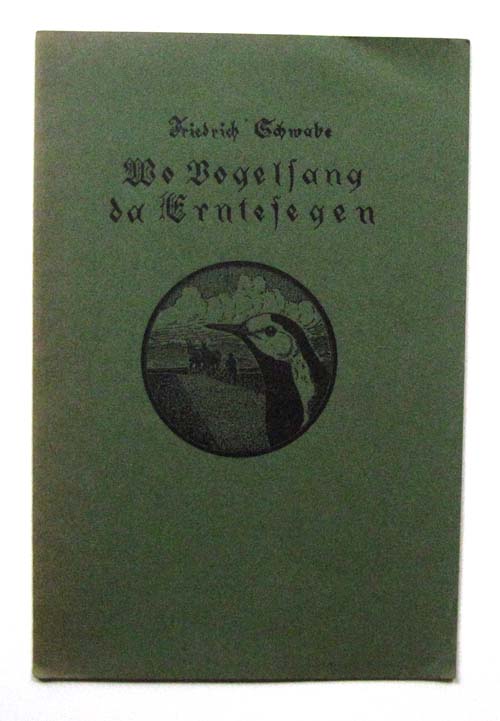 Friedrich Schwabe
Wo Vogelsang
da Erntesegen